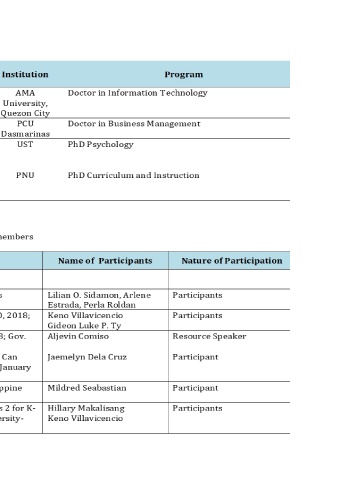 Institution Program
AMA Doctor in Information Technology
University,
Quezon City
PCU Doctor in Business Management
Dasmarinas
UST PhD Psychology
PNU PhD Curriculum and Instruction
members
Name of Participants Nature of Participation
s Lilian O. Sidamon, Arlene Participants
Estrada, Perla Roldan
0, 2018; Keno Villavicencio Participants
Gideon Luke P. Ty
8; Gov. Aljevin Comiso Resource Speaker
Can Jaemelyn Dela Cruz Participant
January
ppine Mildred Seabastian Participant
s 2 for K- Hillary Makalisang Participants
ersity- Keno Villavicencio